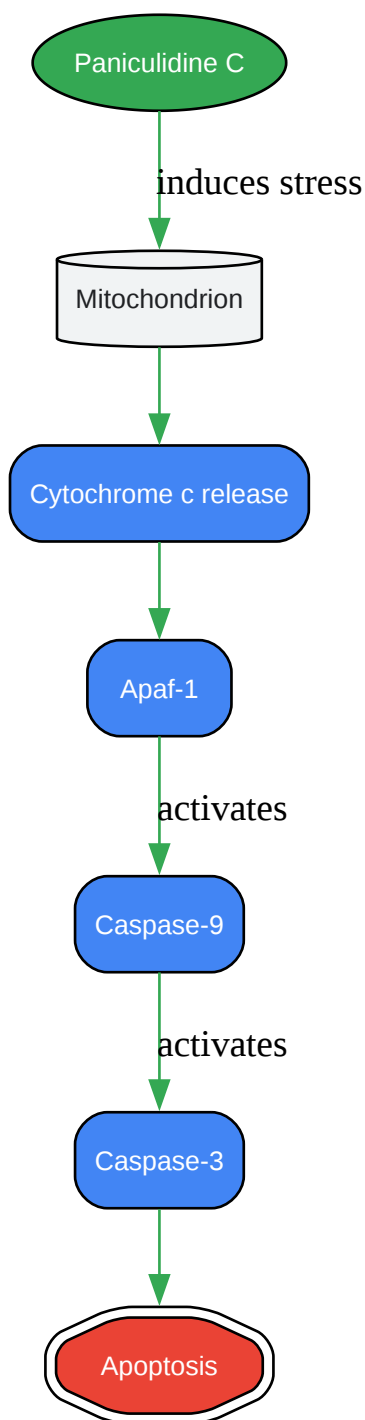 Paniculidine C
induces stress
Mitochondrion
Cytochrome c release
Apaf-1
activates
Caspase-9
activates
Caspase-3
Apoptosis